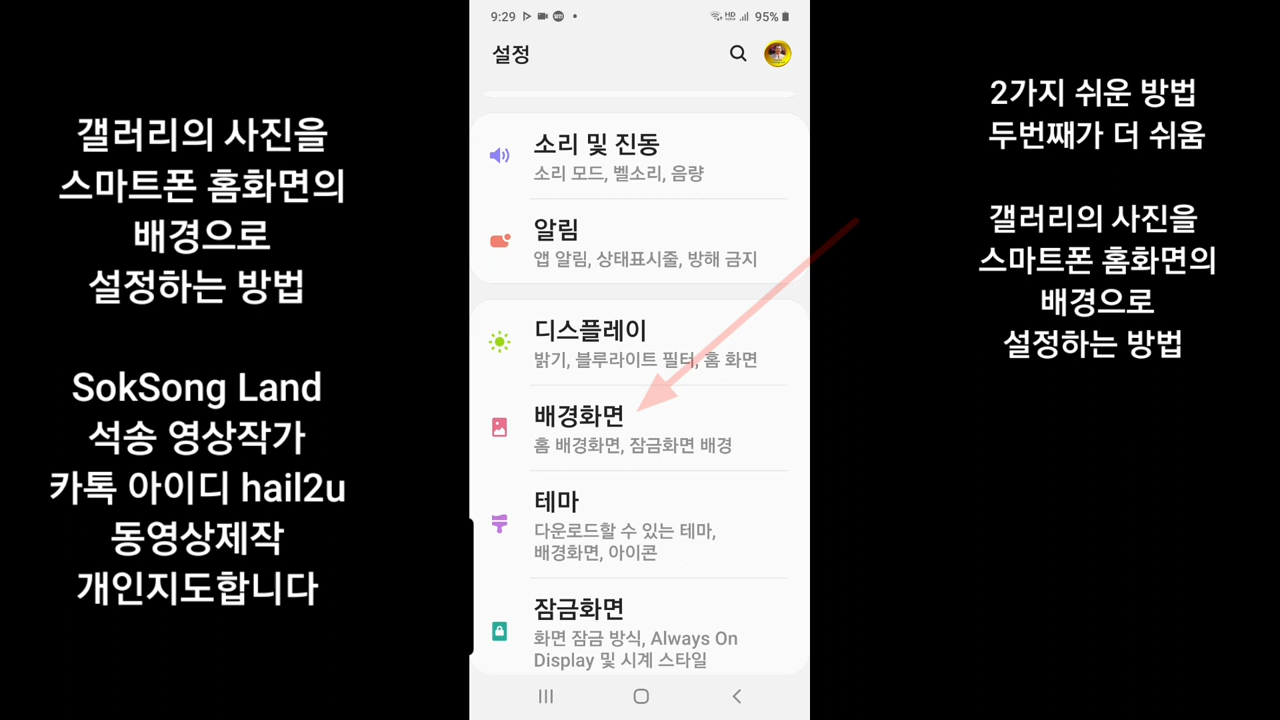 갤러리의 사진을
스마트폰 홈화면의
배경으로
설정하는 방법
SokSong Land
석송 영상작가
카톡 아이디 hail2u
동영상제작
개인지도합니다
9:29
95%
설정
소리 및 진동
소리 모드, 벨소리, 음량
알림
앱 알림, 상태표시줄, 방해 금지
디스플레이
밝기, 블루라이트 필터, 홈 화면
배경화면
홈 배경화면, 잠금화면 배경
테마
다운로드할 수 있는 테마,
배경화면, 아이콘
잠금화면
화면 잠금 방식, Always On
Display 및 시계 스타일
2가지 쉬운 방법
두번째가 더 쉬움
갤러리의 사진을
스마트폰 홈화면의
배경으로
설정하는 방법